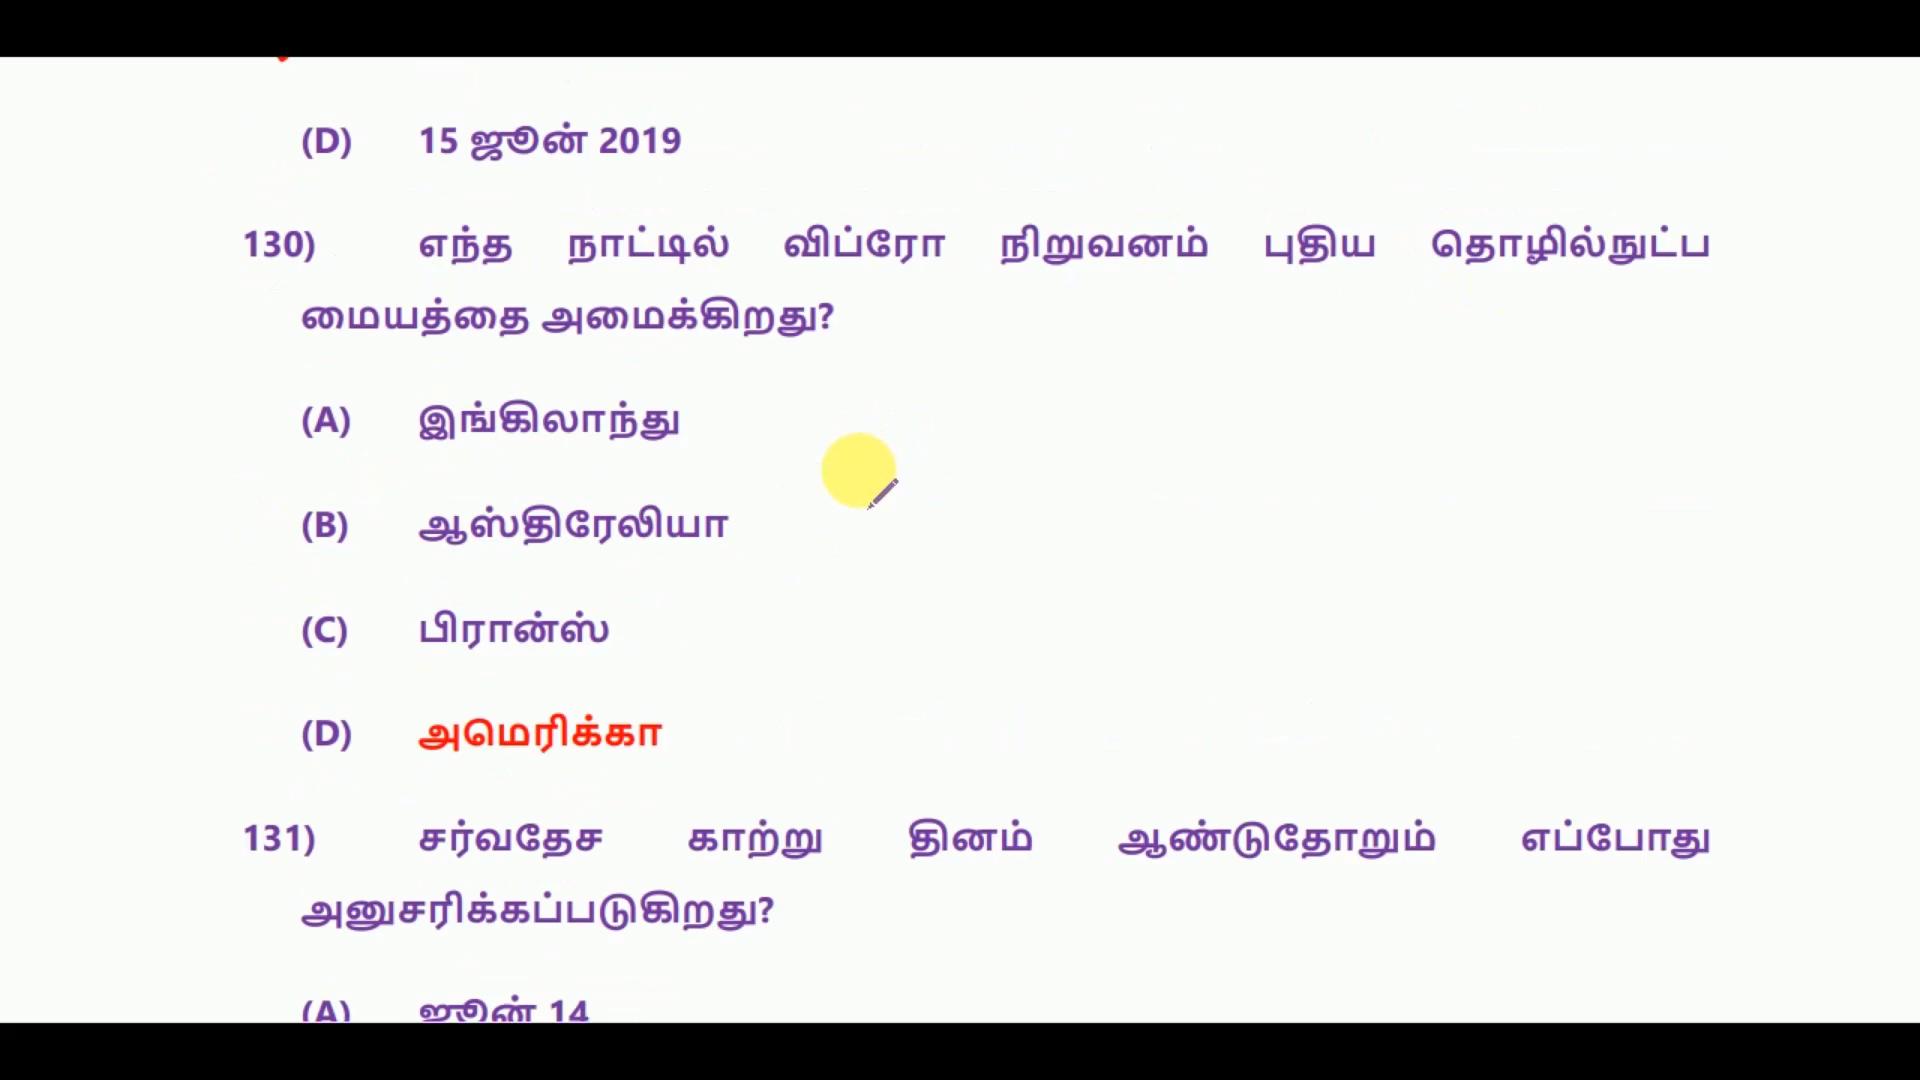 (D) 15 ஜூன் 2019
130) எந்த நாட்டில் விப்ரோ நிறுவனம் புதிய தொழில்நுட்ப
மையத்தை அமைக்கிறது?
(A) இங்கிலாந்து
(B) ஆஸ்திரேலியா
(C) பிரான்ஸ்
(D) அமெரிக்கா
131) சர்வதேச காற்று தினம் ஆண்டுதோறும் எப்போது
அனுசரிக்கப்படுகிறது?
(A) ஜூன் 14